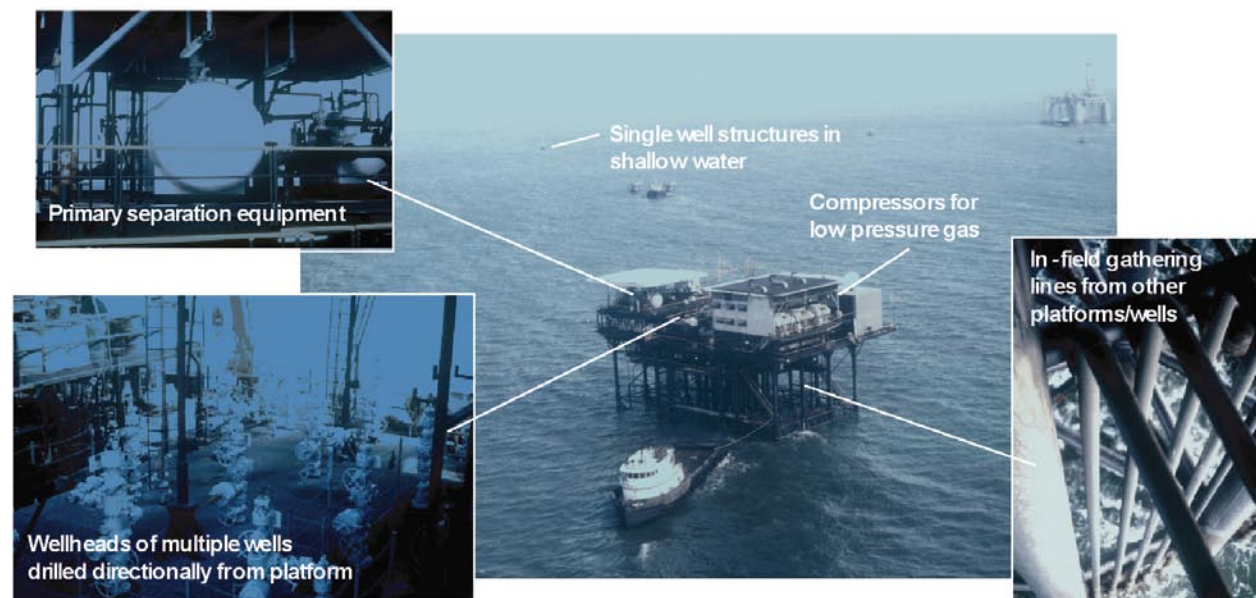 Single well structures in
shallow water
Primary separation equipment
Compressors for
low pressure gas
In -field gathering
lines from other
platforms/wells
Wellheads of multiple wells
drilled directionally from platform